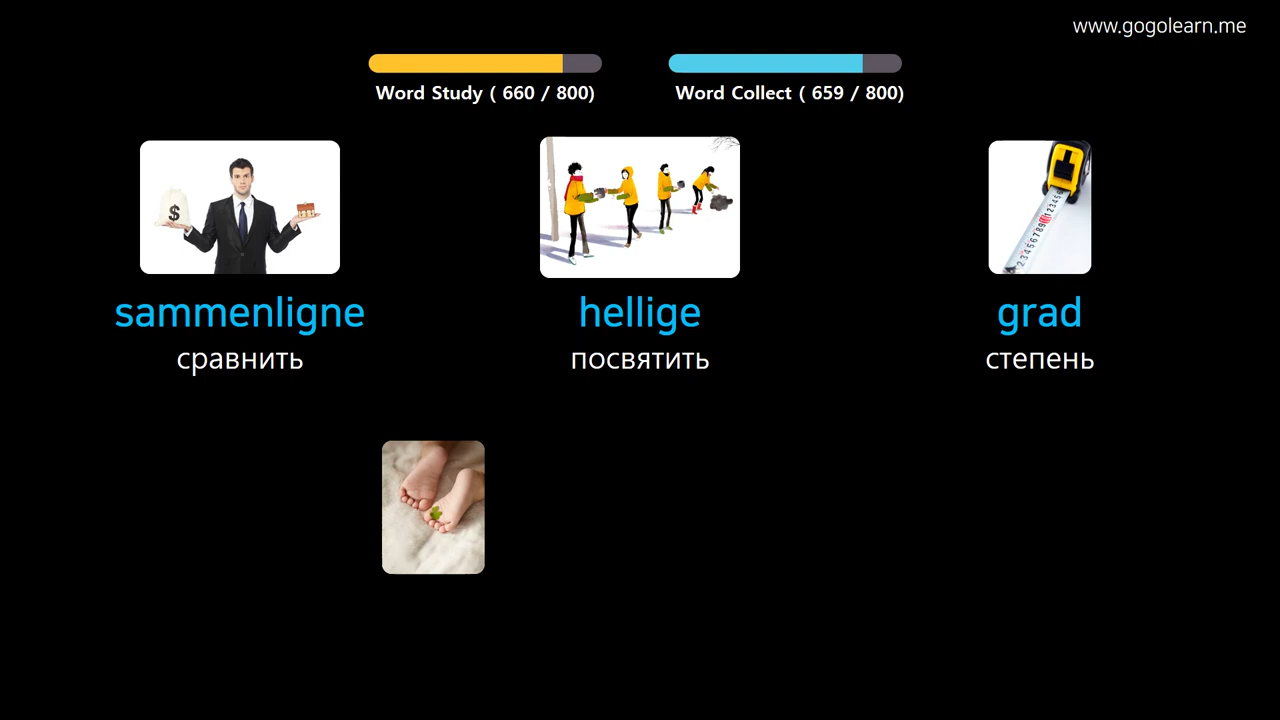 www.gogolearn.me
Word Study ( 660 / 800)
Word Collect ( 659 / 800)
$
sammenligne
hellige
grad
сравнить
посвятить
степень